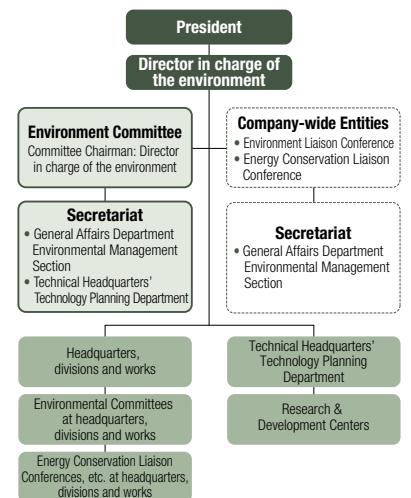 President
Director in charge of
the environment
Environment Committee
Committee Chairman: Director
in charge of the environment
Company-wide Entities
• Environment Liaison Conference
• Energy Conservation Liaison
Conference
Secretariat
• General Affairs Department
Environmental Management
Section
• Technical Headquarters'
Technology Planning Department
Secretariat
• General Affairs Department
Environmental Management
Section
Headquarters,
divisions and works
Technical Headquarters'
Technology Planning
Department
Environmental Committees
at headquarters,
divisions and works
Research &
Development Centers
Energy Conservation Liaison
Conferences, etc. at headquarters,
divisions and works